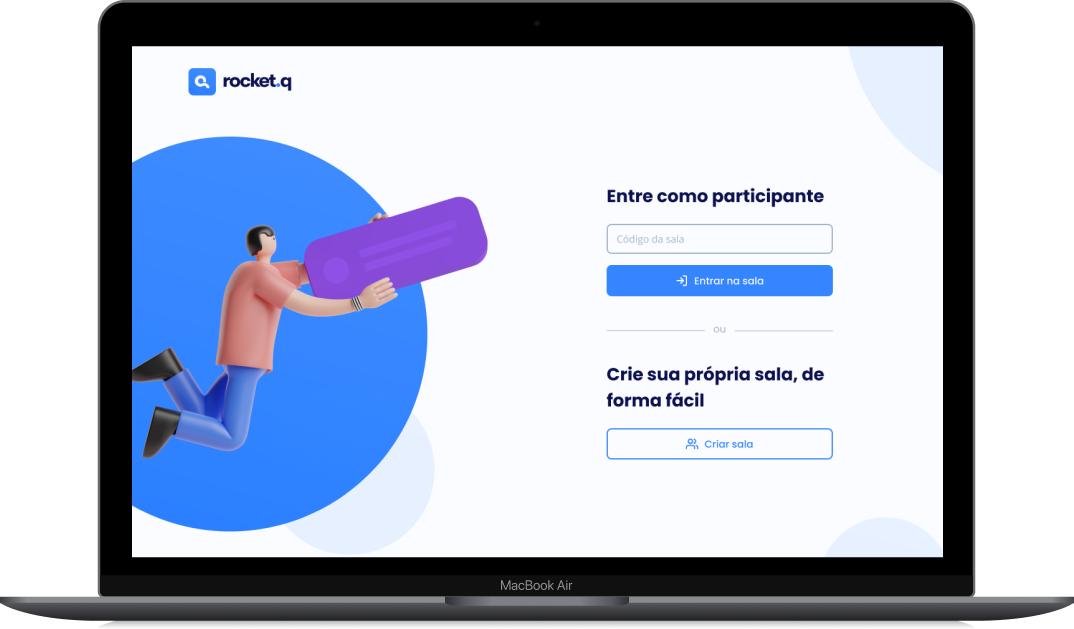 rocket.q
Entre como participante
Código da sala
Entrar na sala
ou
Crie sua própria sala, de
forma fácil
Criar sala
MacBook Air